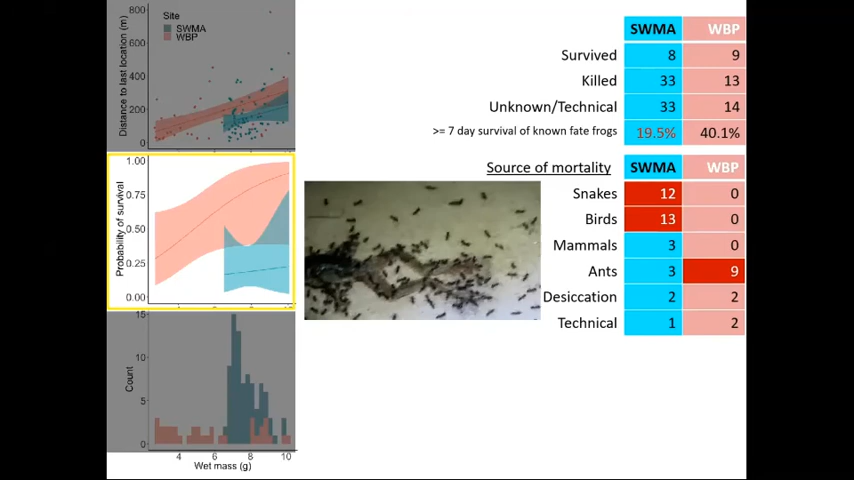 Site
SWMA
WBP
Distance to last location (m)
800
600
400
200
0
Probability of survival
1.00
0.75
0.50
0.25
0.00
4 6 8 10
Count
15
10
5
0
4 6 8 10
Wet mass (g)
SWMA WBP
Survived 8 9
Killed 33 13
Unknown/Technical 33 14
>= 7 day survival of known fate frogs 19.5% 40.1%
Source of mortality SWMA WBP
Snakes 12 0
Birds 13 0
Mammals 3 0
Ants 3 9
Desiccation 2 2
Technical 1 2